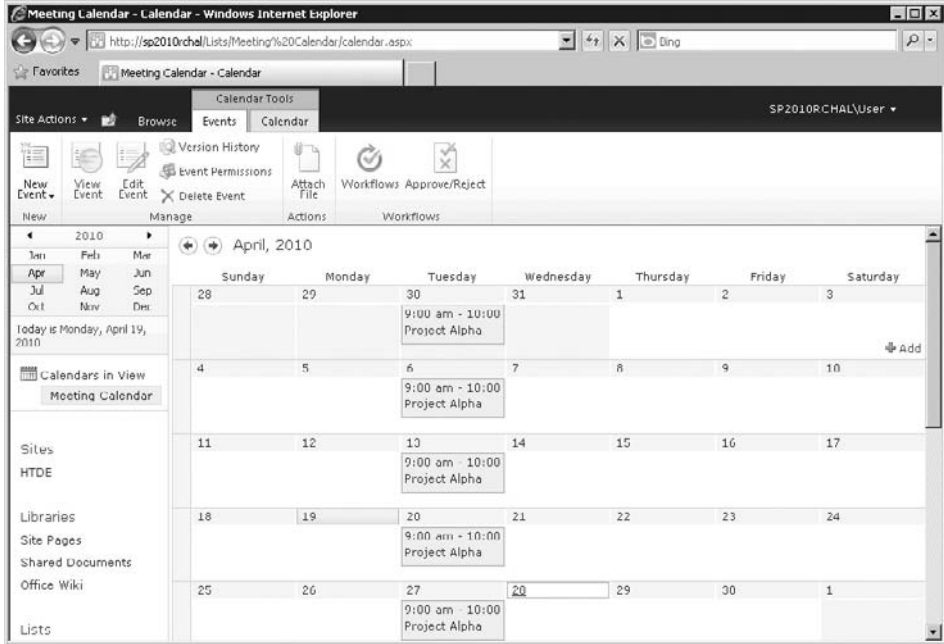 Meeting Calendar - Calendar - Windows Internet Explorer
http://sp2010rchal/Lists/Meeting%20Calendar/calendar.aspx
Bing
Favorites
Meeting Calendar - Calendar
Calendar Tools
Site Actions
Browse
Events
Calendar
SP2010RCHAL\User
New Event
View Event
Edit Event
Version History
Event Permissions
Delete Event
Attach File
Workflows
Approve/Reject
New
Manage
Actions
Workflows
2010
Jan Feb Mar
Apr May Jun
Jul Aug Sep
Oct Nov Dec
Today is Monday, April 19,
2010
Calendars in View
Meeting Calendar
Sites
HTDE
Libraries
Site Pages
Shared Documents
Office Wiki
Lists
April, 2010
Sunday Monday Tuesday Wednesday Thursday Friday Saturday
28 29 30 31 1 2 3
9:00 am - 10:00
Project Alpha
Add
4 5 6 7 8 9 10
9:00 am - 10:00
Project Alpha
11 12 13 14 15 16 17
9:00 am - 10:00
Project Alpha
18 19 20 21 22 23 24
9:00 am - 10:00
Project Alpha
25 26 27 28 29 30 1
9:00 am - 10:00
Project Alpha